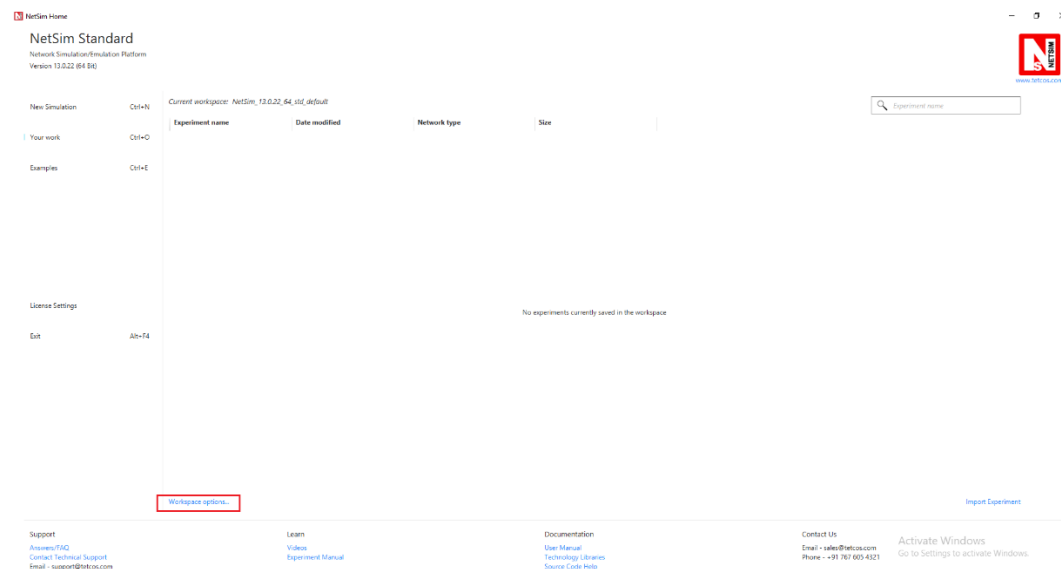 NetSim Home
NetSim Standard
Network Simulation/Emulation Platform
Version 13.0.22 (64 Bit)
NETSIM
www.tetcos.com
New Simulation Ctrl+N
Your work Ctrl+O
Examples Ctrl+E
License Settings
Exit Alt+F4
Current workspace: NetSim_13.0.22_64_std_default
Experiment name
Experiment name Date modified Network type Size
No experiments currently saved in the workspace
Workspace options...
Import Experiment
Support
Answers/FAQ
Contact Technical Support
Email - support@tetcos.com
Learn
Videos
Experiment Manual
Documentation
User Manual
Technology Libraries
Source Code Help
Contact Us
Email - sales@tetcos.com
Phone - +91 767 605 4321
Activate Windows
Go to Settings to activate Windows.